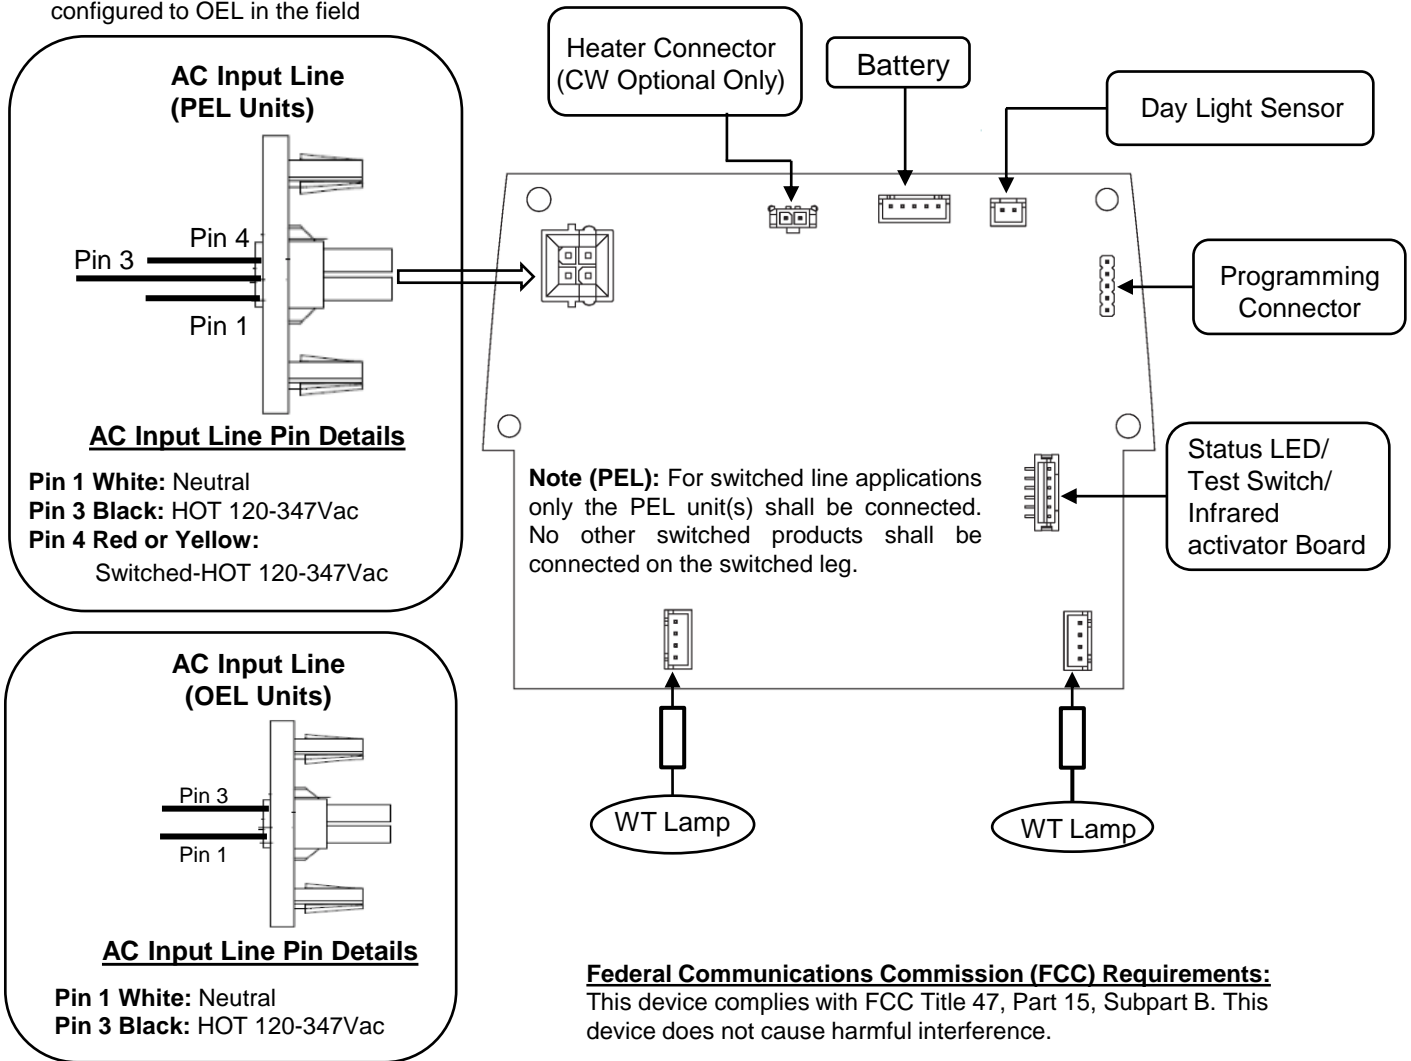 configured to OEL in the field
AC Input Line
(PEL Units)
Pin 4
Pin 3
Pin 1
AC Input Line Pin Details
Pin 1 White: Neutral
Pin 3 Black: HOT 120-347Vac
Pin 4 Red or Yellow:
Switched-HOT 120-347Vac
Heater Connector
(CW Optional Only)
Battery
Day Light Sensor
Programming
Connector
Status LED/
Test Switch/
Infrared
activator Board
Note (PEL): For switched line applications
only the PEL unit(s) shall be connected.
No other switched products shall be
connected on the switched leg.
WT Lamp
WT Lamp
AC Input Line
(OEL Units)
Pin 3
Pin 1
AC Input Line Pin Details
Pin 1 White: Neutral
Pin 3 Black: HOT 120-347Vac
Federal Communications Commission (FCC) Requirements:
This device complies with FCC Title 47, Part 15, Subpart B. This
device does not cause harmful interference.